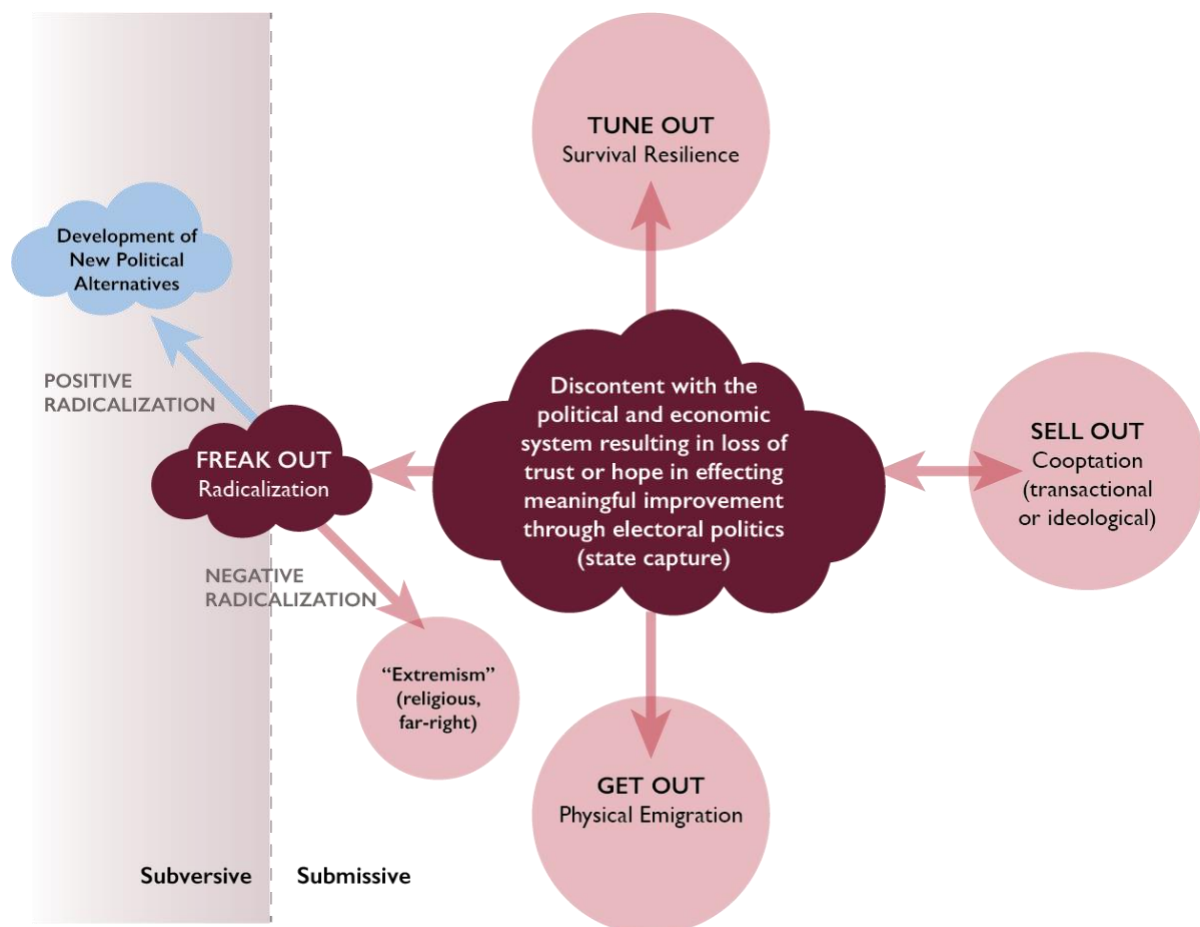 TUNE OUT
Survival Resilience
Development of
New Political
Alternatives
POSITIVE
RADICALIZATION
FREAK OUT
Radicalization
NEGATIVE
RADICALIZATION
“Extremism”
(religious,
far-right)
Discontent with the
political and economic
system resulting in loss of
trust or hope in effecting
meaningful improvement
through electoral politics
(state capture)
SELL OUT
Cooptation
(transactional
or ideological)
GET OUT
Physical Emigration
Subversive
Submissive